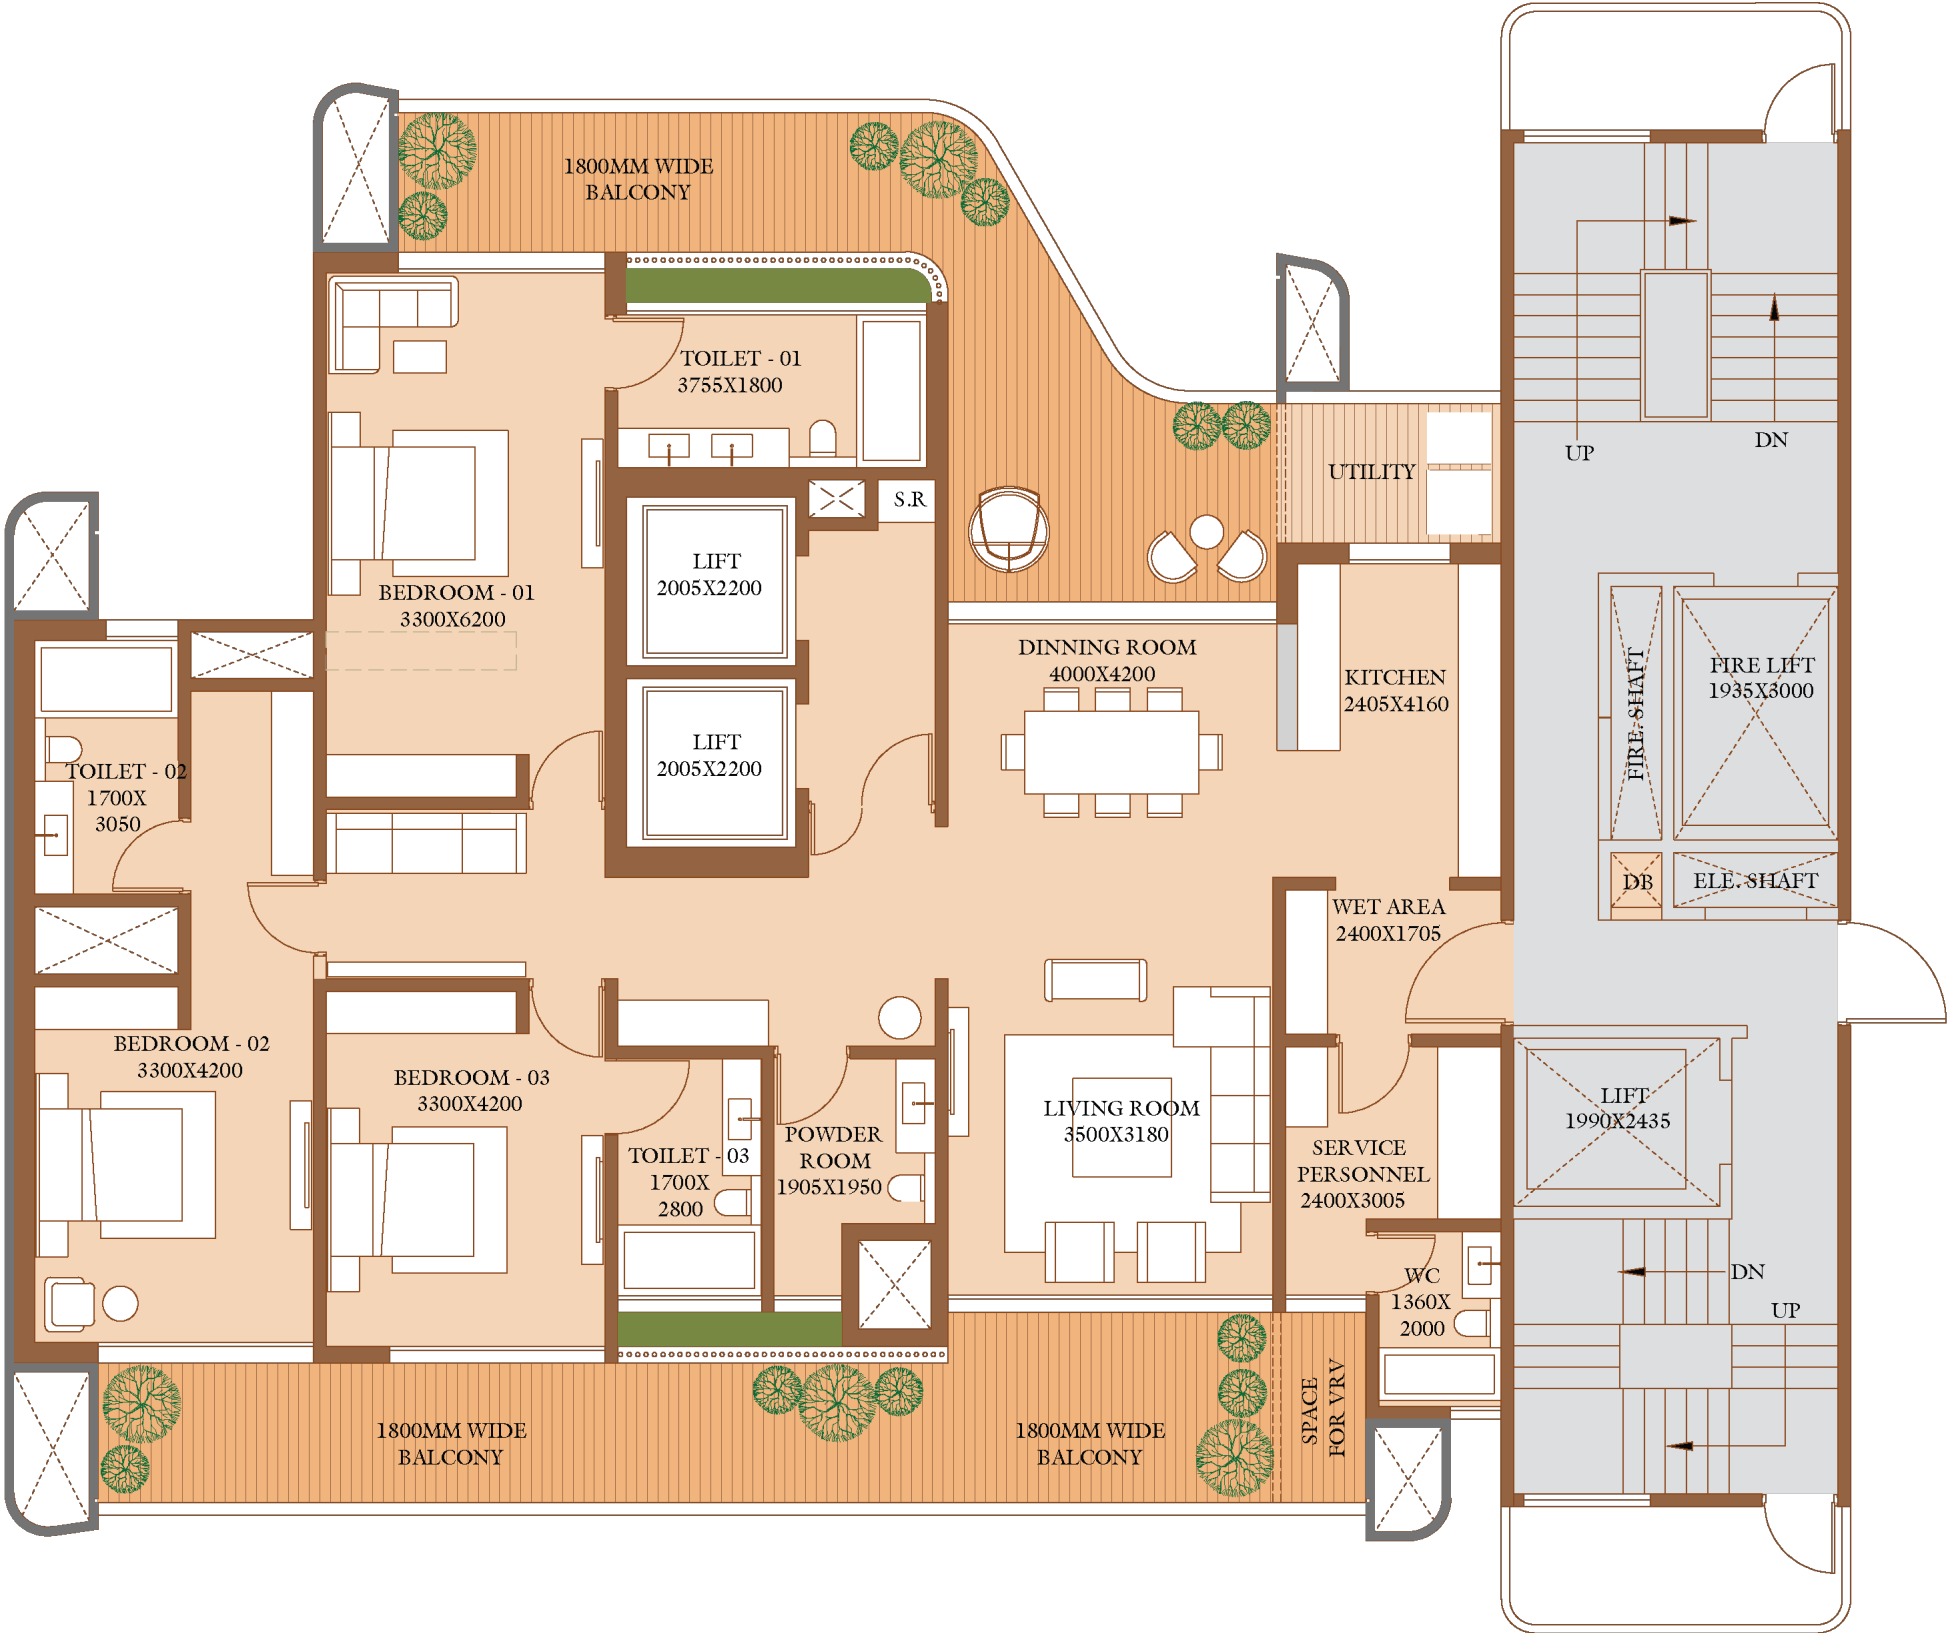 1800MM WIDE
BALCONY
TOILET - 01
3755X1800
UP
DN
UTILITY
S.R
LIFT
2005X2200
BEDROOM - 01
3300X6200
DINNING ROOM
4000X4200
KITCHEN
2405X4160
FIRE. SHAFT
FIRE LIFT
1935X3000
LIFT
2005X2200
TOILET - 02
1700X
3050
DB
ELE. SHAFT
WET AREA
2400X1705
BEDROOM - 02
3300X4200
BEDROOM - 03
3300X4200
LIVING ROOM
3500X3180
LIFT
1990X2435
POWDER
ROOM
1905X1950
TOILET - 03
1700X
2800
SERVICE
PERSONNEL
2400X3005
WC
1360X
2000
DN
UP
1800MM WIDE
BALCONY
1800MM WIDE
BALCONY
SPACE
FOR VRV